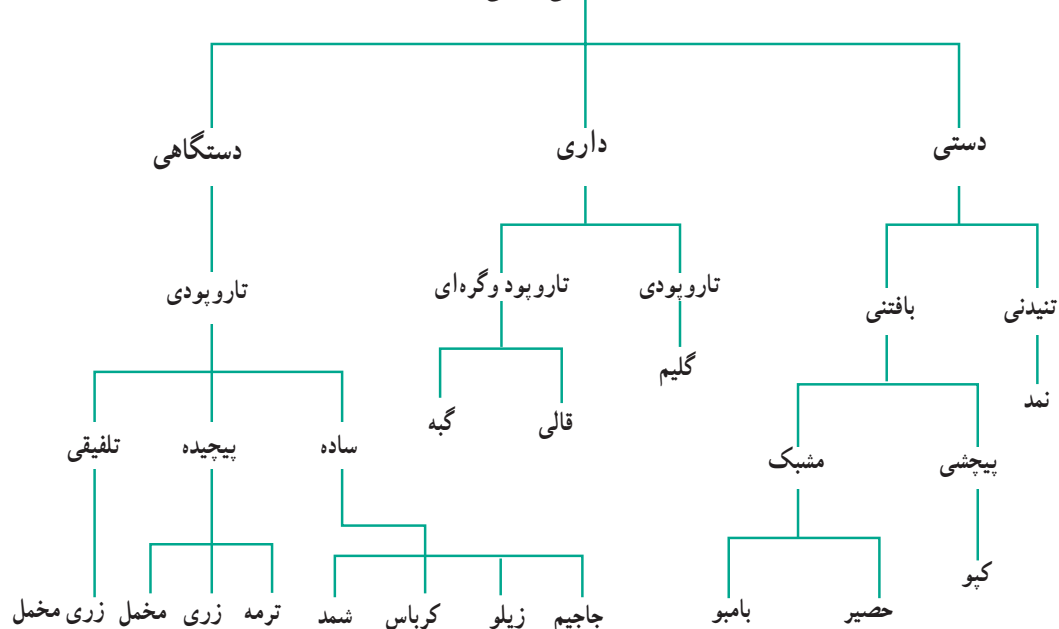 دستی
داری
دستگاهی
تنیدنی
بافتنی
تاروپودی
تاروپود وگره‌ای
تاروپودی
نمد
گلیم
قالی
گبه
پیچشی
مشبک
ساده
پیچیده
تلفیقی
کپو
حصیر
بامبو
جاجیم
زیلو
کرباس
شمد
ترمه
زری
مخمل
زری مخمل